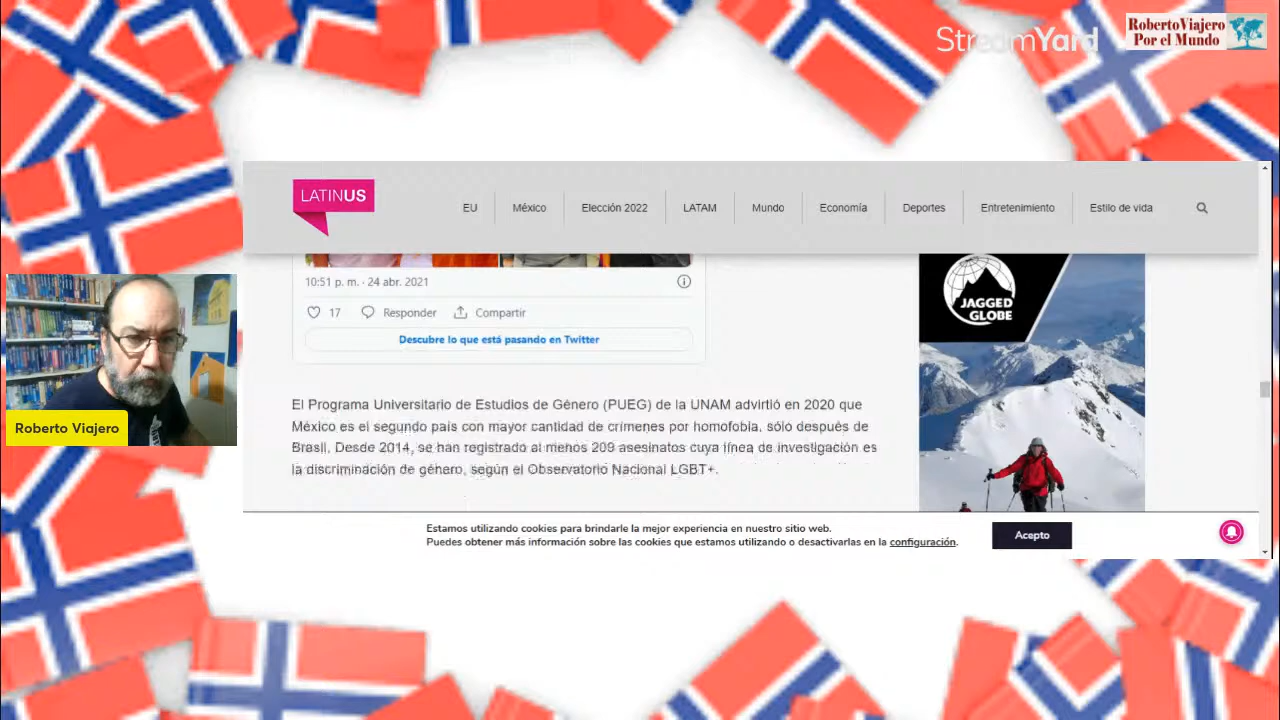 StreamYard
RobertoViajero
Por el Mundo
LATINUS
EU
México
Elección 2022
LATAM
Mundo
Economía
Deportes
Entretenimiento
Estilo de vida
10:51 p. m. · 24 abr. 2021
17
Responder
Compartir
Descubre lo que está pasando en Twitter
JAGGED
GLOBE
El Programa Universitario de Estudios de Género (PUEG) de la UNAM advirtió en 2020 que
México es el segundo país con mayor cantidad de crímenes por homofobia, sólo después de
Brasil. Desde 2014, se han registrado al menos 209 asesinatos cuya línea de investigación es
la discriminación de género, según el Observatorio Nacional LGBT+.
Roberto Viajero
Estamos utilizando cookies para brindarle la mejor experiencia en nuestro sitio web.
Puedes obtener más información sobre las cookies que estamos utilizando o desactivarlas en la configuración.
Acepto